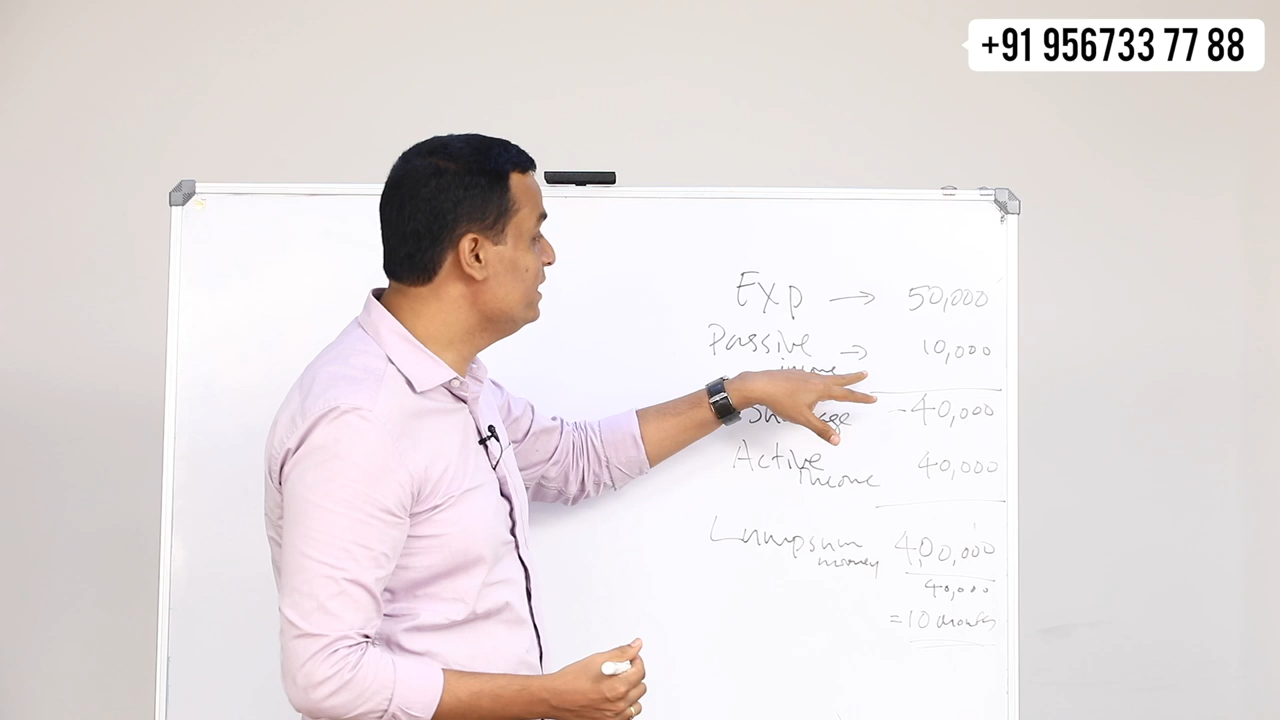 +91 956733 77 88
Exp → 50,000
Passive → 10,000
income
-40,000
Active 40,000
Income
Lumpsum 4,00,000
money
40,000
= 10 months